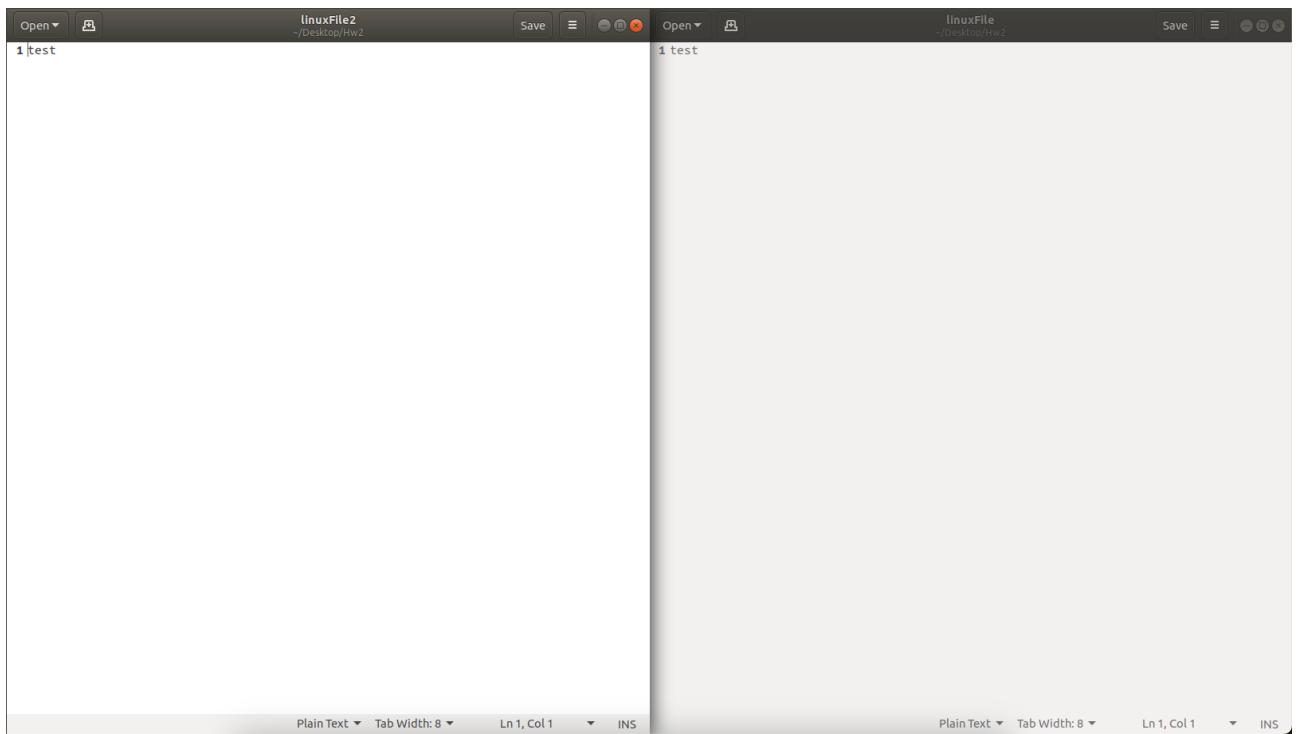 Open linuxFile2 Save
~/Desktop/Hw2
1 test
Plain Text Tab Width: 8 Ln 1, Col 1 INS
Open linuxFile Save
~/Desktop/Hw2
1 test
Plain Text Tab Width: 8 Ln 1, Col 1 INS